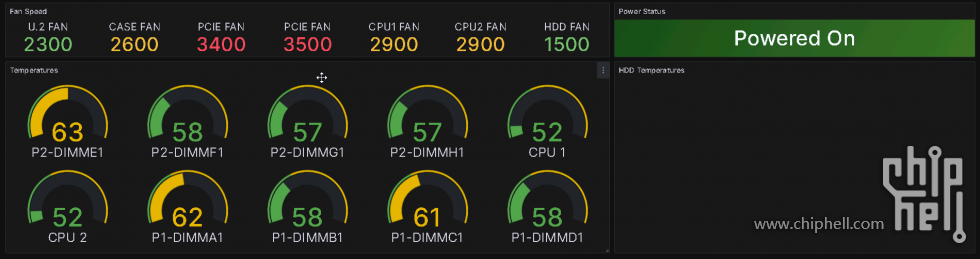 Fan Speed
U.2 FAN CASE FAN PCIE FAN PCIE FAN CPU1 FAN CPU2 FAN HDD FAN
2300 2600 3400 3500 2900 2900 1500
Power Status
Powered On
Temperatures
63 58 57 57 52
P2-DIMME1 P2-DIMMF1 P2-DIMMG1 P2-DIMMH1 CPU 1
52 62 58 61 58
CPU 2 P1-DIMMA1 P1-DIMMB1 P1-DIMMC1 P1-DIMMD1
HDD Temperatures
chip
hell
www.chiphell.com